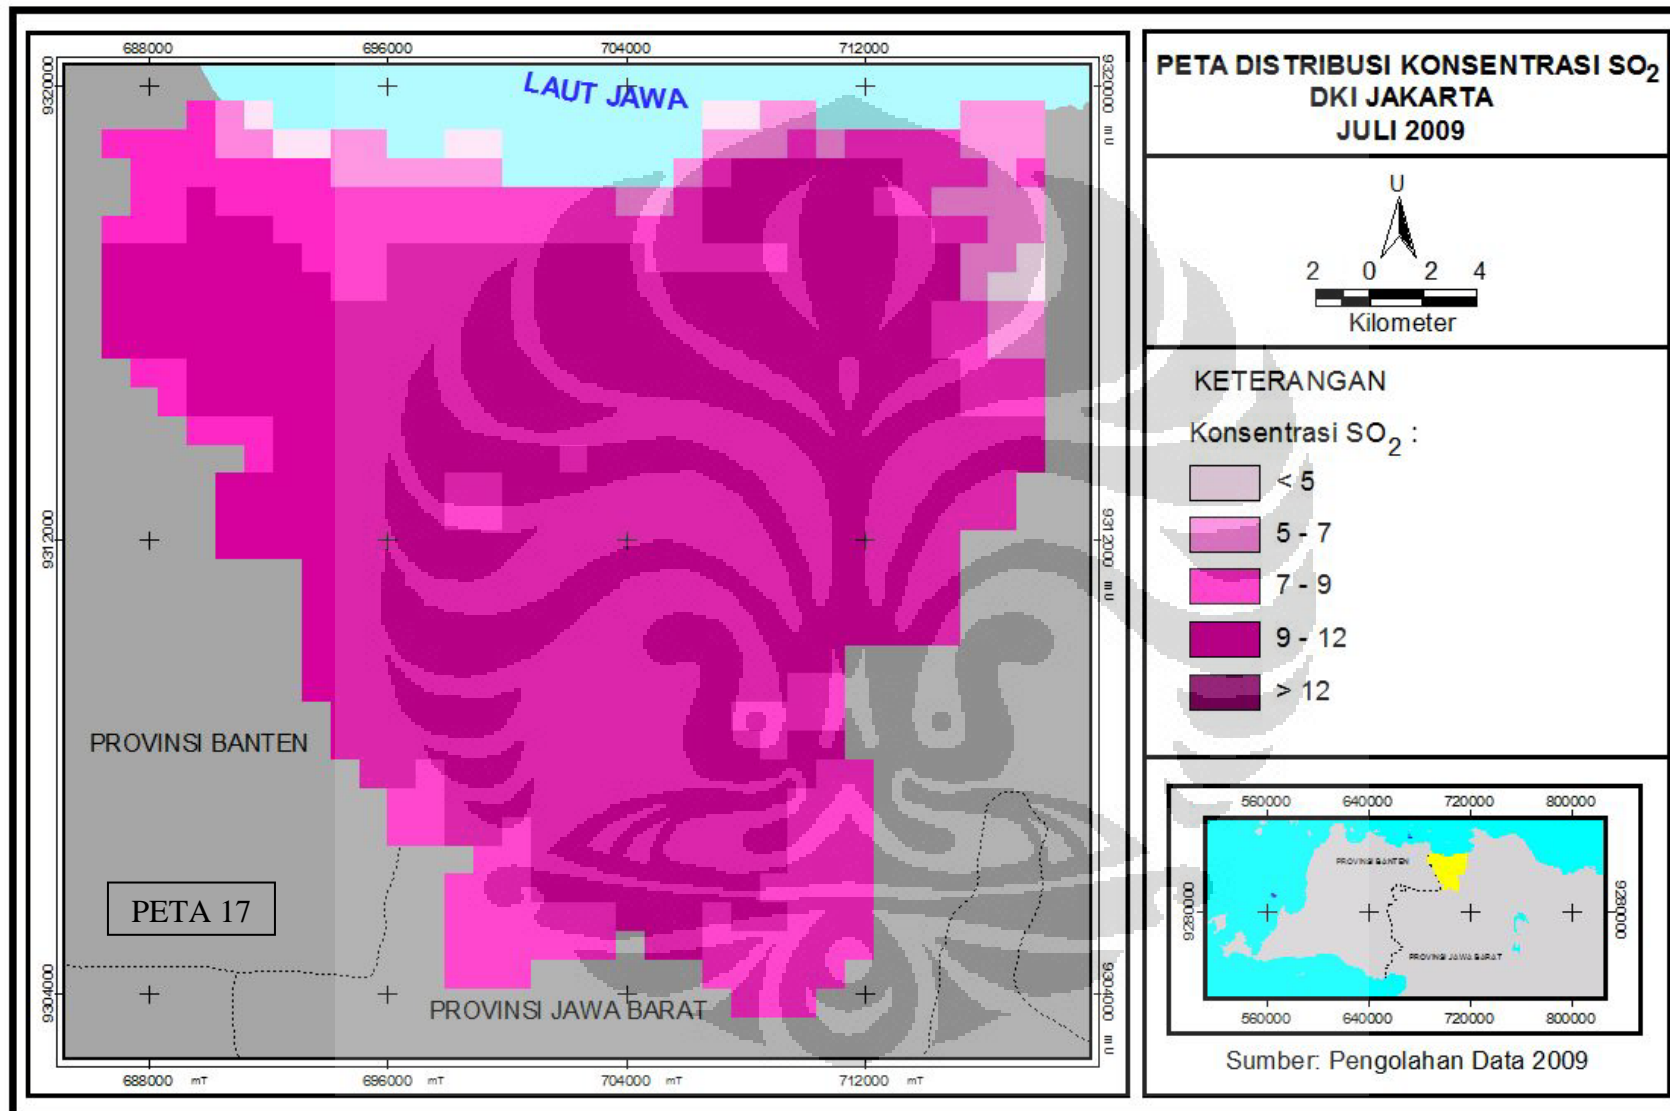 688000
696000
704000
712000
9320000
9320000 mU
LAUT JAWA
9312000
9312000 mU
PROVINSI BANTEN
PETA 17
PROVINSI JAWA BARAT
9304000
9304000 mU
688000 mT
696000 mT
704000 mT
712000 mT
PETA DISTRIBUSI KONSENTRASI SO2
DKI JAKARTA
JULI 2009
U
2 0 2 4
Kilometer
KETERANGAN
Konsentrasi SO2 :
< 5
5 - 7
7 - 9
9 - 12
> 12
560000 640000 720000 800000
PROVINSI BANTEN
9280000
9280000
PROVINSI JAWA BARAT
560000 640000 720000 800000
Sumber: Pengolahan Data 2009